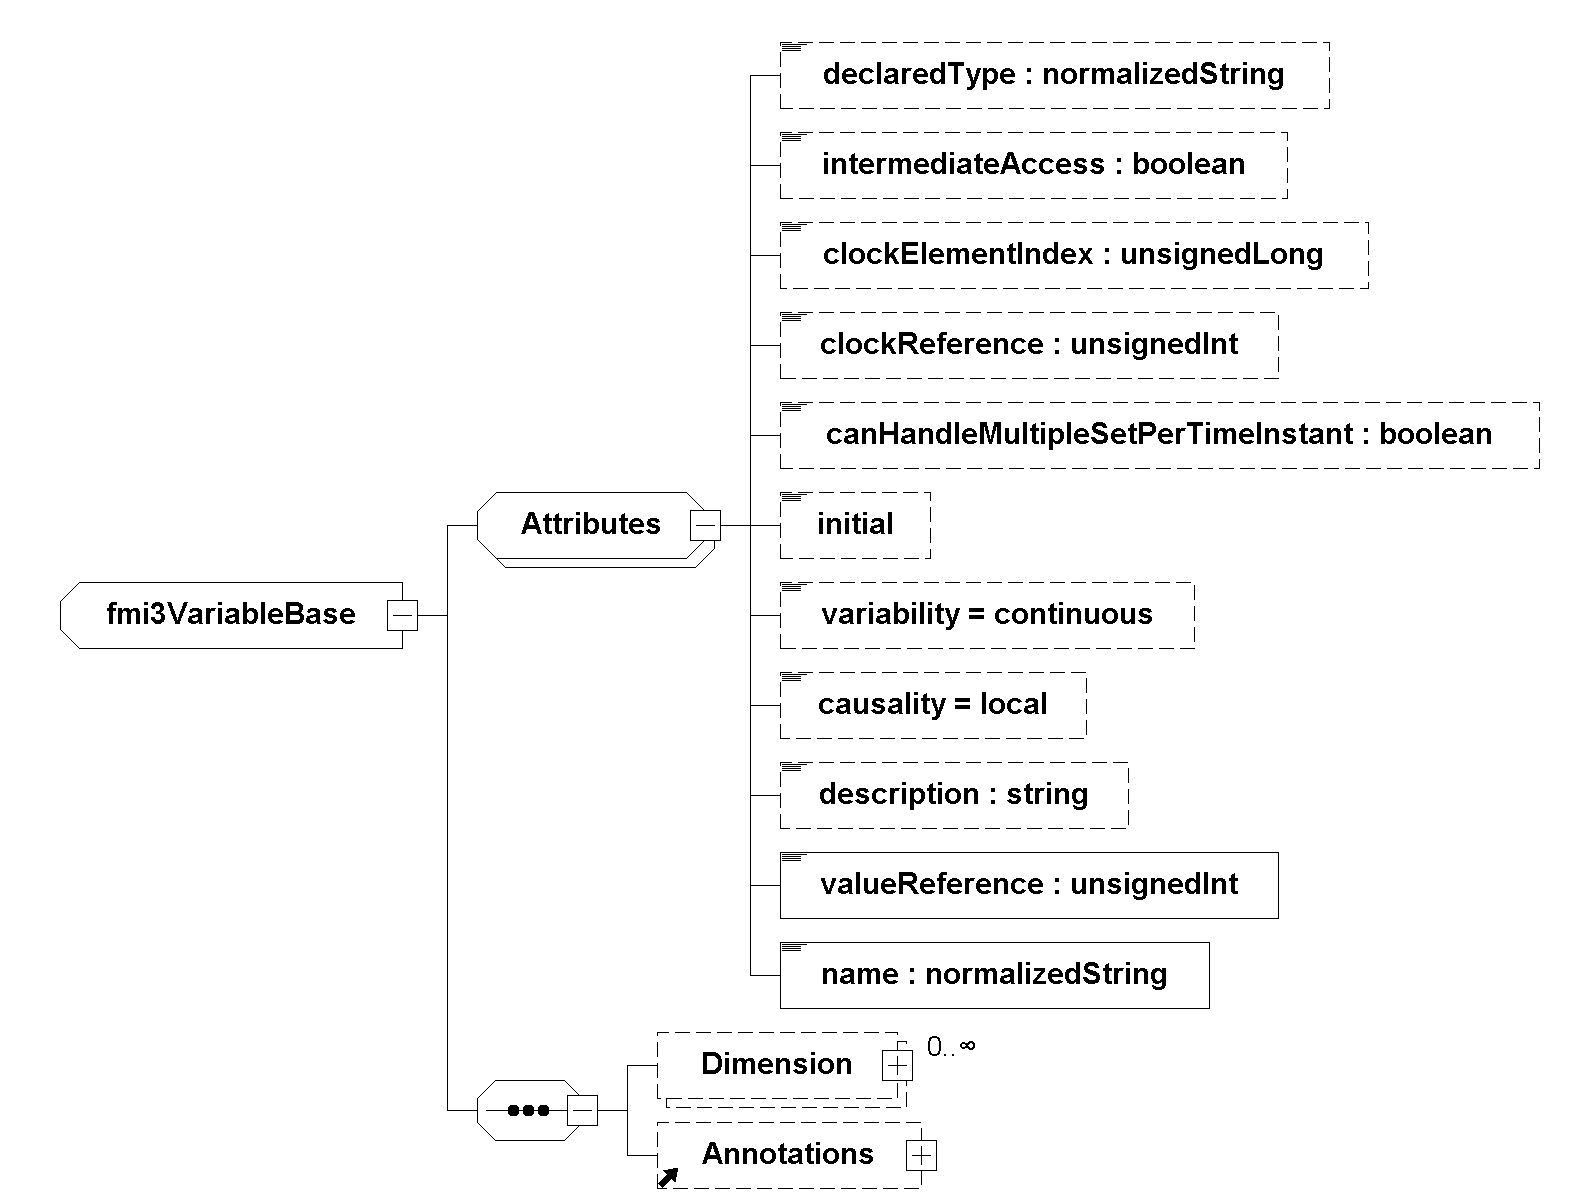 declaredType : normalizedString
intermediateAccess : boolean
clockElementIndex : unsignedLong
clockReference : unsignedInt
canHandleMultipleSetPerTimeInstant : boolean
Attributes
initial
fmi3VariableBase
variability = continuous
causality = local
description : string
valueReference : unsignedInt
name : normalizedString
Dimension
0..∞
Annotations